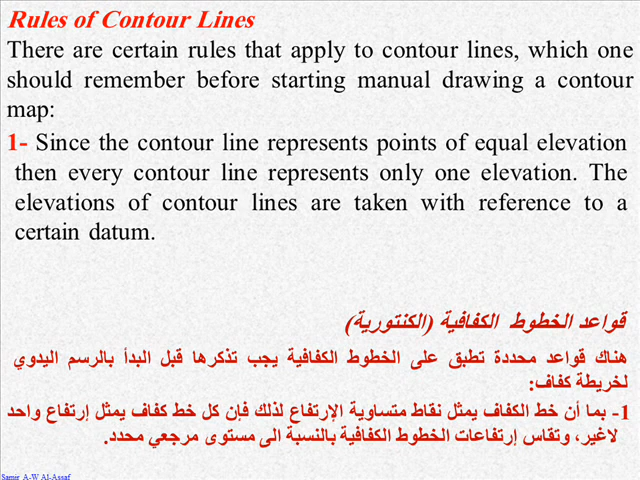 Rules of Contour Lines
There are certain rules that apply to contour lines, which one
should remember before starting manual drawing a contour
map:
1- Since the contour line represents points of equal elevation
then every contour line represents only one elevation. The
elevations of contour lines are taken with reference to a
certain datum.
قواعد الخطوط الكفافية (الكنتورية)
هناك قواعد محددة تطبق على الخطوط الكفافية يجب تذكرها قبل البدأ بالرسم اليدوي
لخريطة كفاف:
1- بما أن خط الكفاف يمثل نقاط متساوية الإرتفاع لذلك فإن كل خط كفاف يمثل إرتفاع واحد
لاغير، وتقاس إرتفاعات الخطوط الكفافية بالنسبة الى مستوى مرجعي محدد.
Samir A-W Al-Assaf